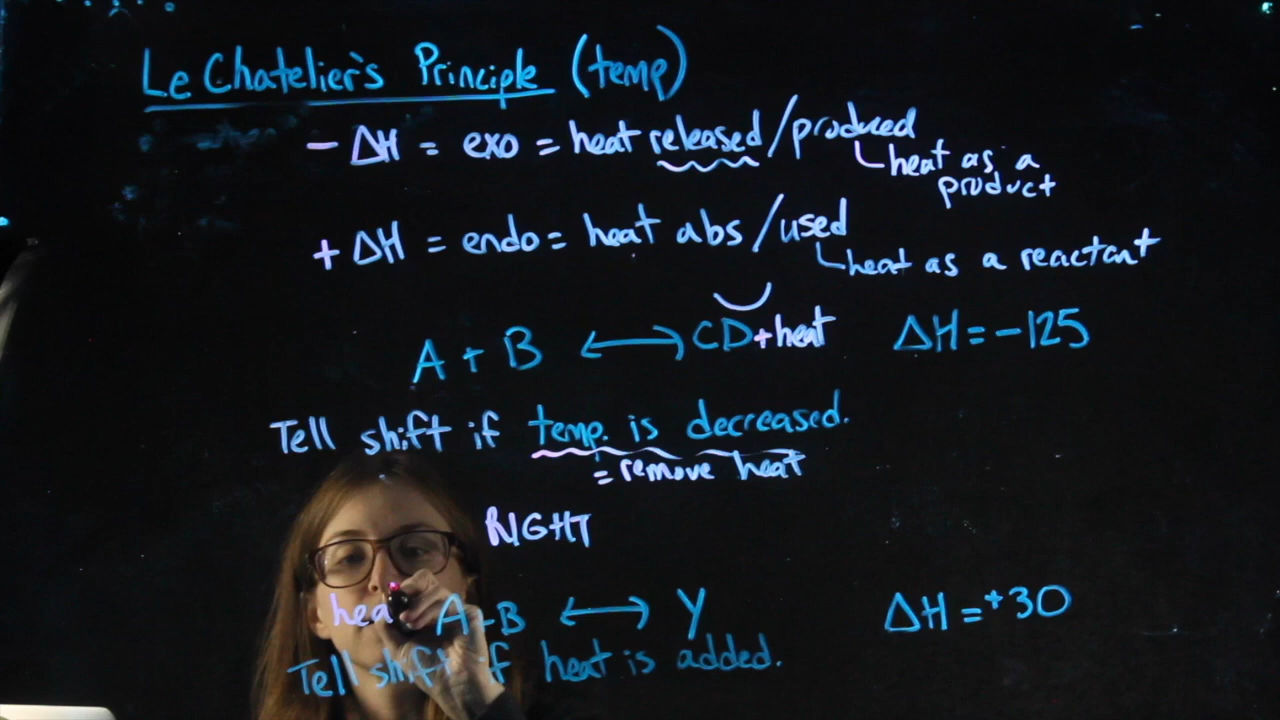 Le Chatelier's Principle (temp)
- ΔH = exo = heat released/produced
heat as a
product
+ ΔH = endo = heat abs/used
heat as a reactant
A + B ⟷ CD + heat ΔH = -125
Tell shift if temp. is decreased.
= remove heat
RIGHT
hea A + B ⟷ Y ΔH = +30
Tell shift if heat is added.